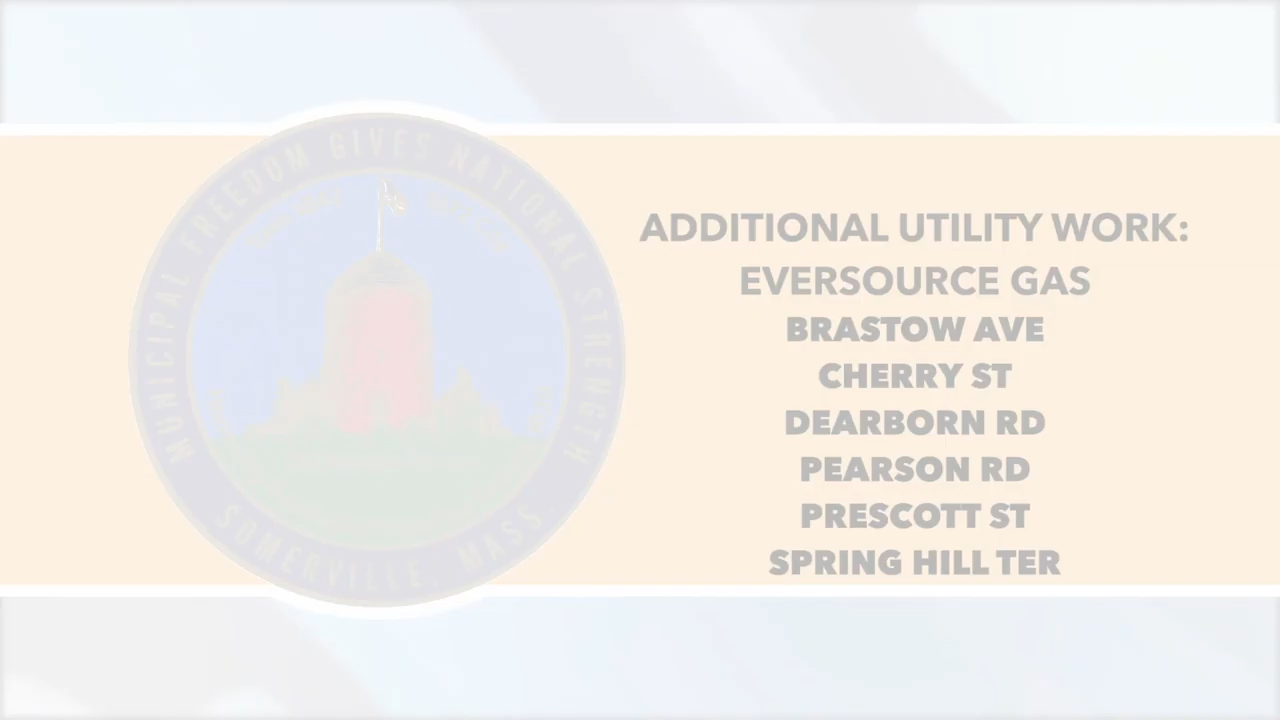 MUNICIPAL FREEDOM GIVES NATIONAL STRENGTH
SOMERVILLE, MASS.
ADDITIONAL UTILITY WORK:
EVERSOURCE GAS
BRASTOW AVE
CHERRY ST
DEARBORN RD
PEARSON RD
PRESCOTT ST
SPRING HILL TER